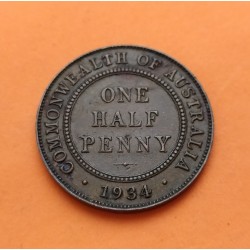 COMMONWEALTH OF AUSTRALIA
ONE
HALF
PENNY
· 1934 ·